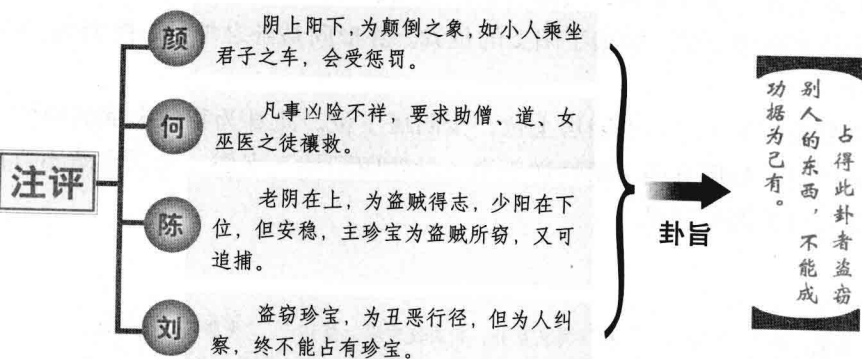 注评
颜
阴上阳下，为颠倒之象，如小人乘坐
君子之车，会受惩罚。
何
凡事凶险不祥，要求助僧、道、女
巫医之徒禳救。
陈
老阴在上，为盗贼得志，少阳在下
位，但安稳，主珍宝为盗贼所窃，又可
追捕。
刘
盗窃珍宝，为丑恶行径，但为人纠
察，终不能占有珍宝。
卦旨
占得此卦者盗窃
别人的东西，不能成
功据为己有。